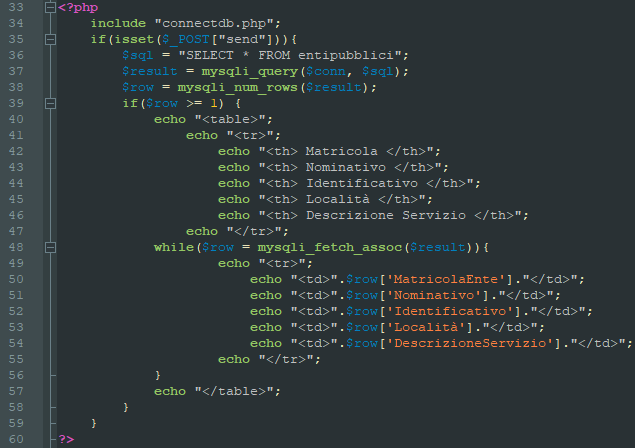 33 <?php
34     include "connectdb.php";
35     if(isset($_POST["send"])){
36         $sql = "SELECT * FROM entipubblici";
37         $result = mysqli_query($conn, $sql);
38         $row = mysqli_num_rows($result);
39         if($row >= 1) {
40             echo "<table>";
41                 echo "<tr>";
42                         echo "<th> Matricola </th>";
43                         echo "<th> Nominativo </th>";
44                         echo "<th> Identificativo </th>";
45                         echo "<th> Località </th>";
46                         echo "<th> Descrizione Servizio </th>";
47                 echo "</tr>";
48             while($row = mysqli_fetch_assoc($result)){
49                     echo "<tr>";
50                         echo "<td>".$row['MatricolaEnte']."</td>";
51                         echo "<td>".$row['Nominativo']."</td>";
52                         echo "<td>".$row['Identificativo']."</td>";
53                         echo "<td>".$row['Località']."</td>";
54                         echo "<td>".$row['DescrizioneServizio']."</td>";
55                     echo "</tr>";
56             }
57             echo "</table>";
58         }
59     }
60 ?>